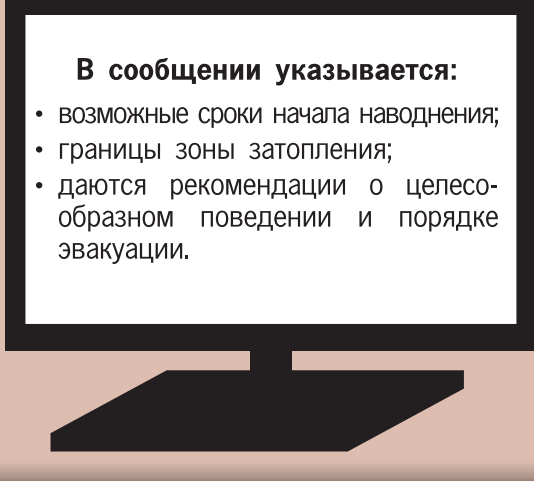 В сообщении указывается:
• возможные сроки начала наводнения;
• границы зоны затопления;
• даются рекомендации о целесо-
образном поведении и порядке
эвакуации.